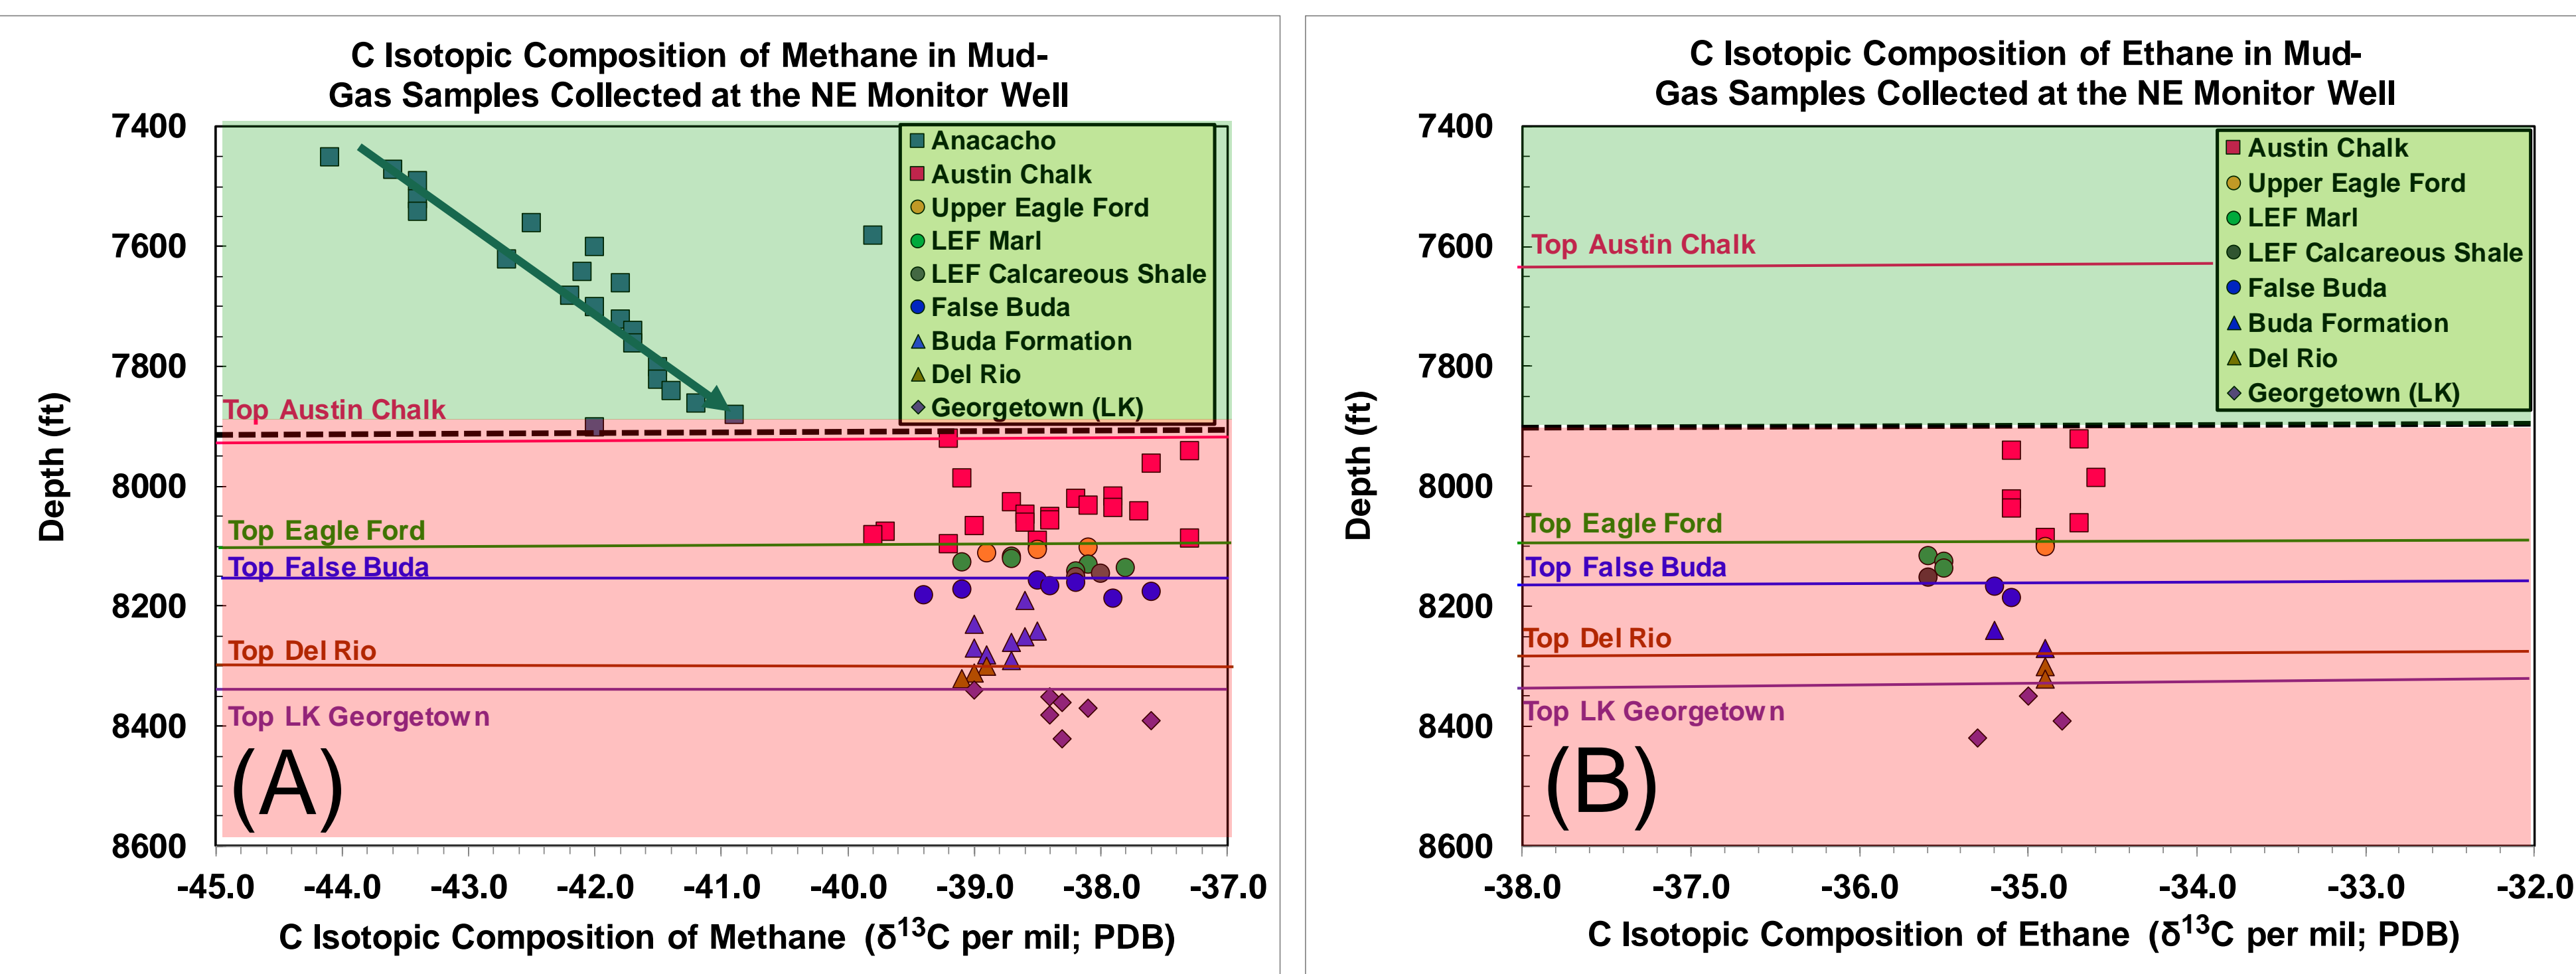 C Isotopic Composition of Methane in Mud-
Gas Samples Collected at the NE Monitor Well
Depth (ft)
7400
7600
7800
8000
8200
8400
8600
Anacacho
Austin Chalk
Upper Eagle Ford
LEF Marl
LEF Calcareous Shale
False Buda
Buda Formation
Del Rio
Georgetown (LK)
Top Austin Chalk
Top Eagle Ford
Top False Buda
Top Del Rio
Top LK Georgetown
(A)
-45.0 -44.0 -43.0 -42.0 -41.0 -40.0 -39.0 -38.0 -37.0
C Isotopic Composition of Methane (δ13C per mil; PDB)
C Isotopic Composition of Ethane in Mud-
Gas Samples Collected at the NE Monitor Well
Depth (ft)
7400
7600
7800
8000
8200
8400
8600
Austin Chalk
Upper Eagle Ford
LEF Marl
LEF Calcareous Shale
False Buda
Buda Formation
Del Rio
Georgetown (LK)
Top Austin Chalk
Top Eagle Ford
Top False Buda
Top Del Rio
Top LK Georgetown
(B)
-38.0 -37.0 -36.0 -35.0 -34.0 -33.0 -32.0
C Isotopic Composition of Ethane (δ13C per mil; PDB)